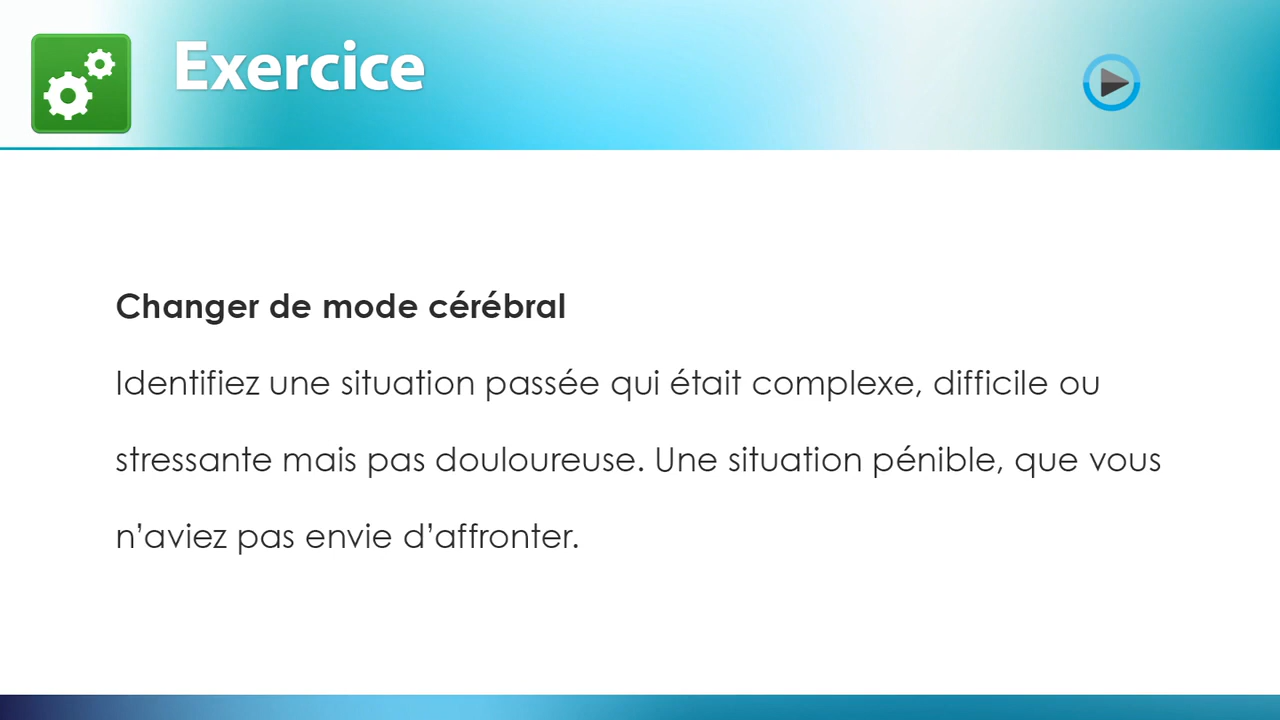 Exercice
Changer de mode cérébral
Identifiez une situation passée qui était complexe, difficile ou
stressante mais pas douloureuse. Une situation pénible, que vous
n’aviez pas envie d’affronter.